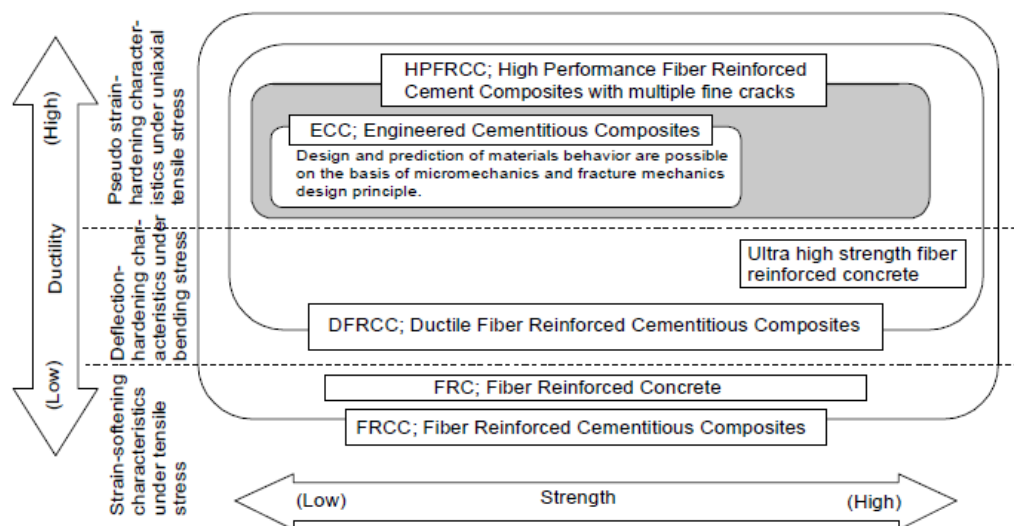 (High)
Ductility
(Low)
Pseudo strain-
hardening character-
istics under uniaxial
tensile stress
Deflection-
hardening char-
acteristics under
bending stress
Strain-softening
characteristics
under tensile
stress
HPFRCC; High Performance Fiber Reinforced
Cement Composites with multiple fine cracks
ECC; Engineered Cementitious Composites
Design and prediction of materials behavior are possible
on the basis of micromechanics and fracture mechanics
design principle.
Ultra high strength fiber
reinforced concrete
DFRCC; Ductile Fiber Reinforced Cementitious Composites
FRC; Fiber Reinforced Concrete
FRCC; Fiber Reinforced Cementitious Composites
(Low) Strength (High)